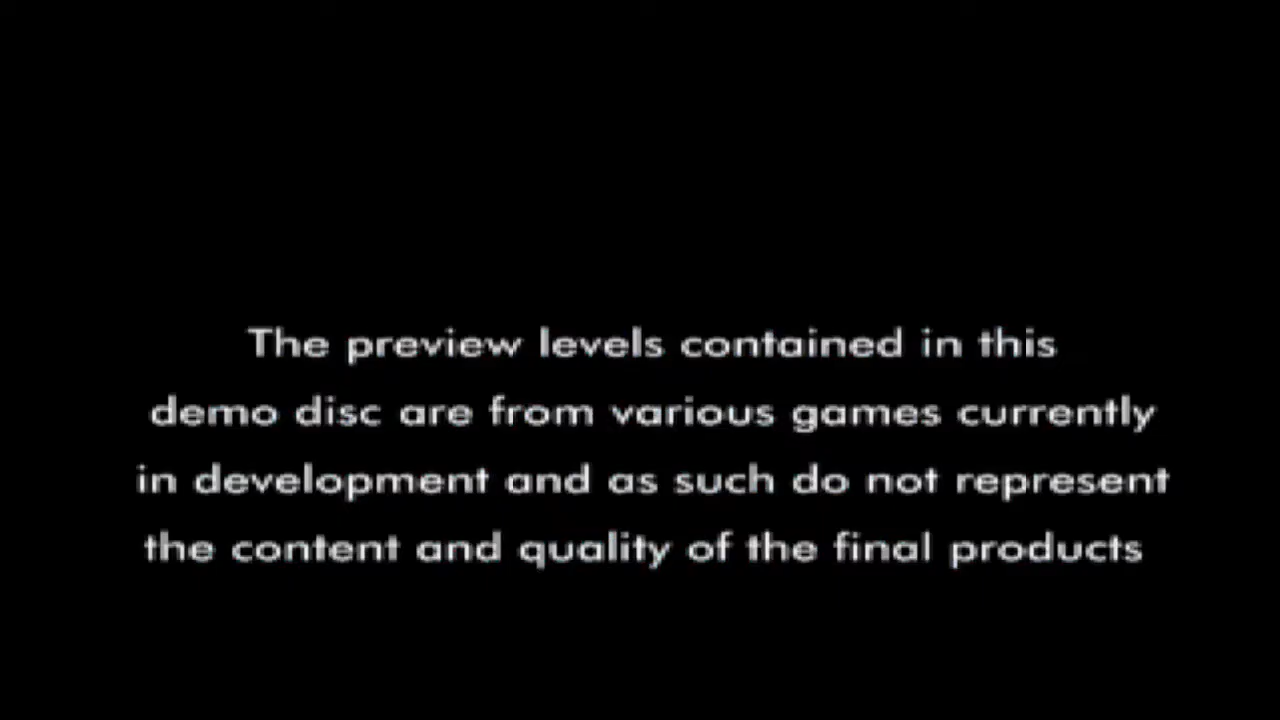 The preview levels contained in this
demo disc are from various games currently
in development and as such do not represent
the content and quality of the final products